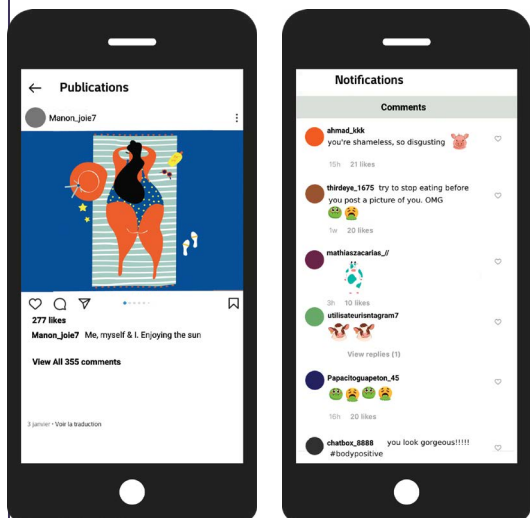 Publications
Manon_joie7
277 likes
Manon_joie7 Me, myself & I. Enjoying the sun
View All 355 comments
3 janvier • Voir la traduction
Notifications
Comments
ahmad_kkk
you're shameless, so disgusting 🐷
15h 21 likes
thirdeye_1675 try to stop eating before
you post a picture of you. OMG
🤢🤮
1w 20 likes
mathiaszacarias_//
3h 10 likes
utilisateurisntagram7
🐮🐮
View replies (1)
Papacitoguapeton_45
🤢🤮🤢🤮
16h 20 likes
chatbox_8888 you look gorgeous!!!!!
#bodypositive